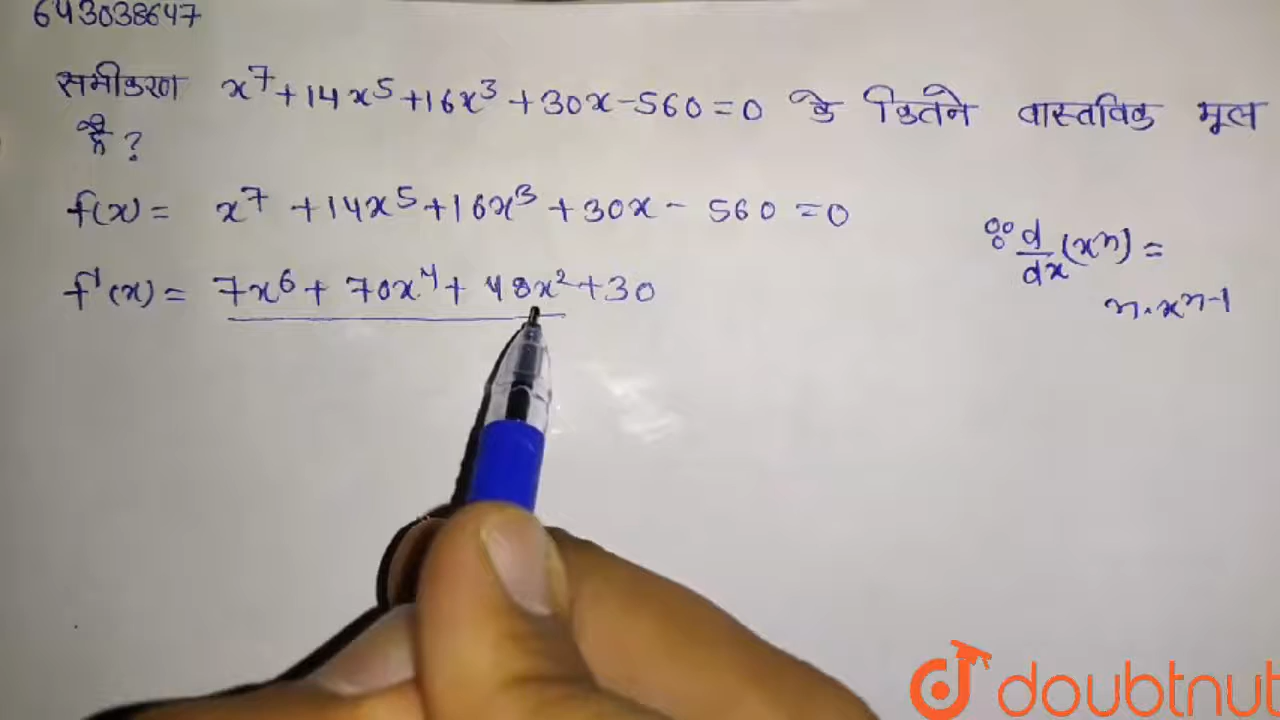 643038647
समीकरण x⁷+14x⁵+16x³+30x-560=0 के कितने वास्तविक मूल
हैं ?
f(x) = x⁷ +14x⁵+16x³+30x- 560 =0
f'(x) = 7x⁶+ 70x⁴+ 48x²+30
∵ d/dx (xⁿ) =
n.xⁿ⁻¹
doubtnut